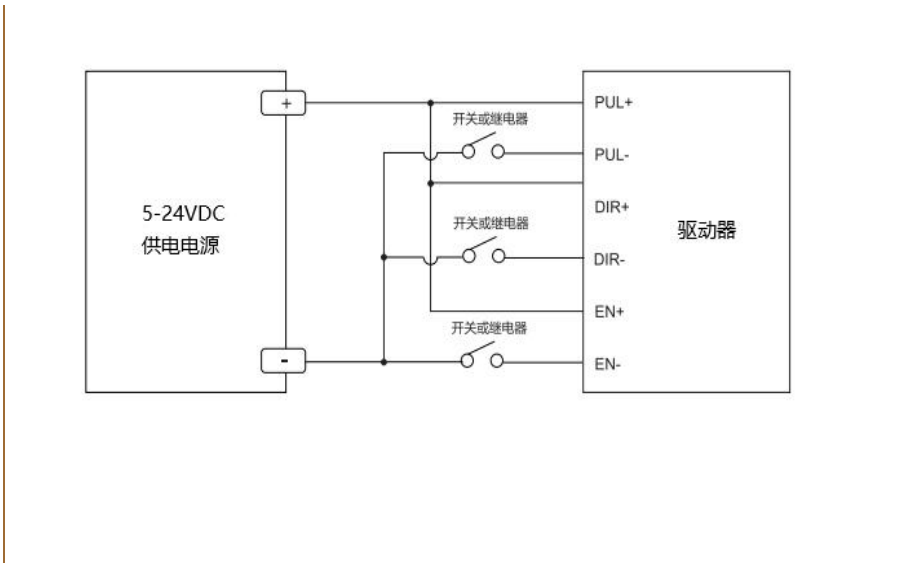 +
PUL+
开关或继电器
PUL-
5-24VDC
供电电源
DIR+
开关或继电器
驱动器
DIR-
EN+
开关或继电器
-
EN-